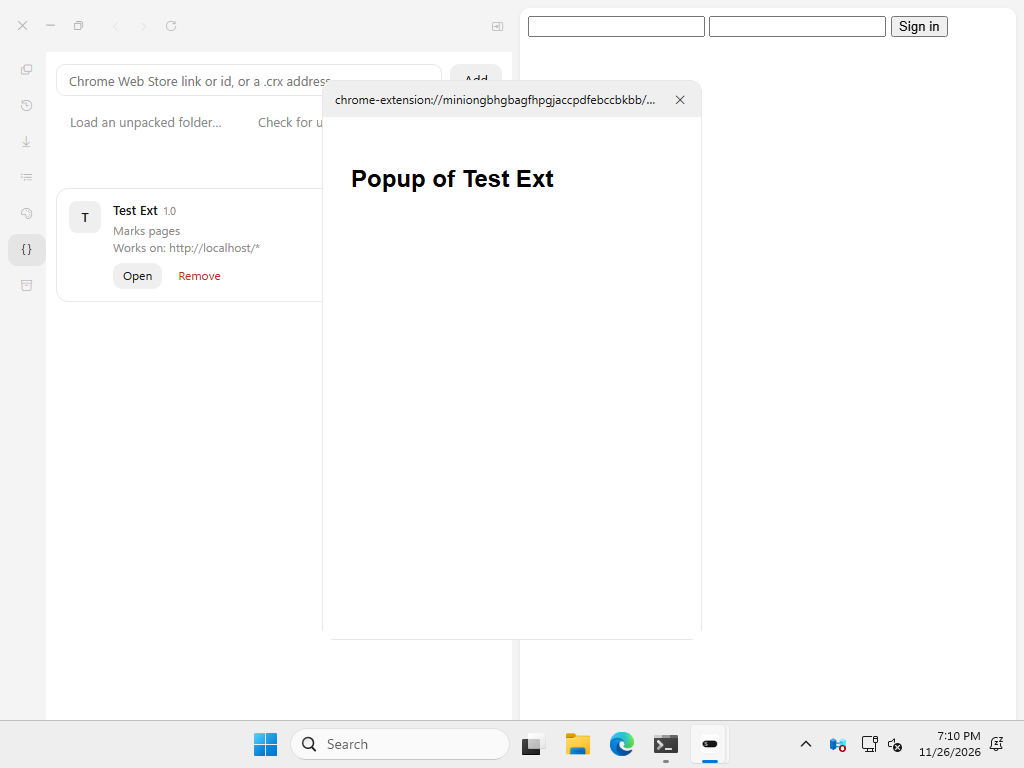 Sign in
Chrome Web Store link or id, or a .crx address
Add
chrome-extension://miniongbhgbagfhpgjaccpdfebccbkbb/...
Load an unpacked folder...
Check for u
Popup of Test Ext
T
Test Ext 1.0
Marks pages
Works on: http://localhost/*
{}
Open
Remove
Search
7:10 PM
11/26/2026